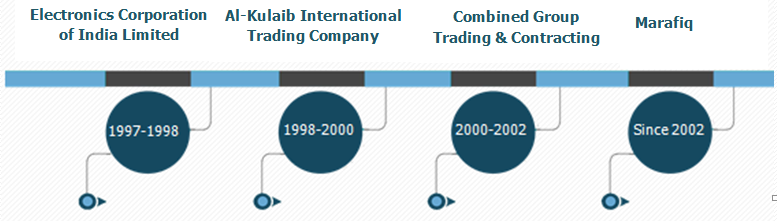 Electronics Corporation
of India Limited
Al-Kulaib International
Trading Company
Combined Group
Trading & Contracting
Marafiq
1997-1998
1998-2000
2000-2002
Since 2002